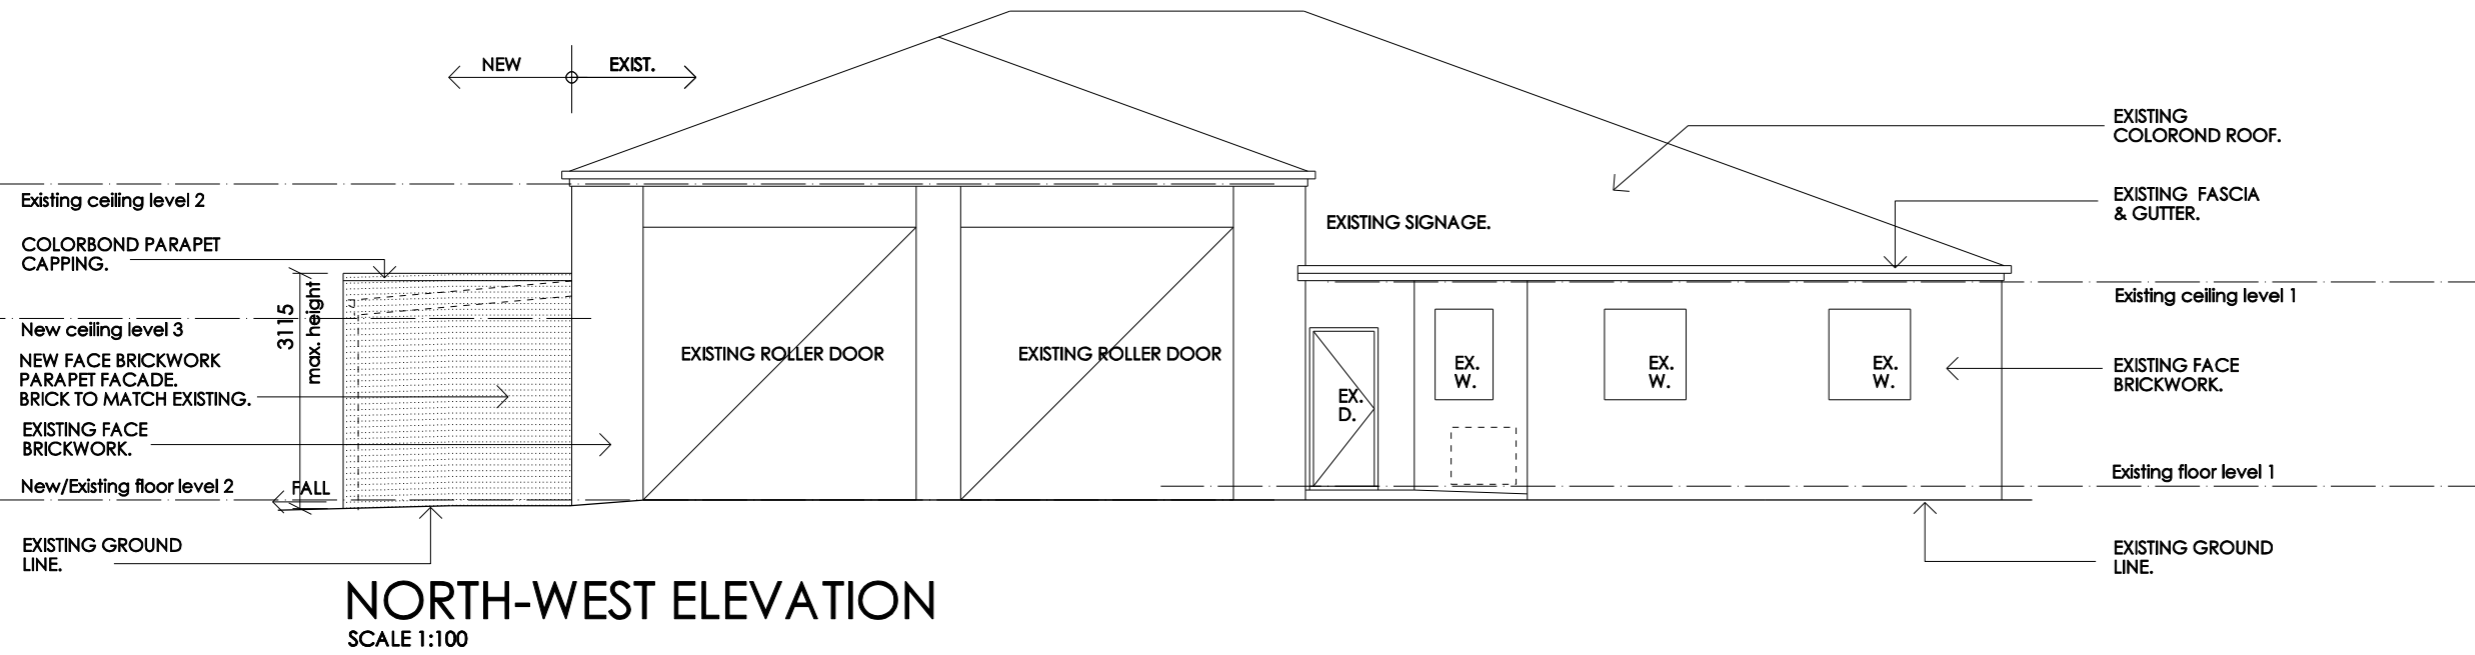 NEW
EXIST.
EXISTING
COLOROND ROOF.
Existing ceiling level 2
EXISTING  FASCIA
& GUTTER.
EXISTING SIGNAGE.
COLORBOND PARAPET
CAPPING.
Existing ceiling level 1
3115
max. height
New ceiling level 3
NEW FACE BRICKWORK
PARAPET FACADE.
BRICK TO MATCH EXISTING.
EXISTING ROLLER DOOR
EXISTING ROLLER DOOR
EX.
D.
EX.
W.
EX.
W.
EX.
W.
EXISTING FACE
BRICKWORK.
EXISTING FACE
BRICKWORK.
New/Existing floor level 2
FALL
Existing floor level 1
EXISTING GROUND
LINE.
EXISTING GROUND
LINE.
NORTH-WEST ELEVATION
SCALE 1:100